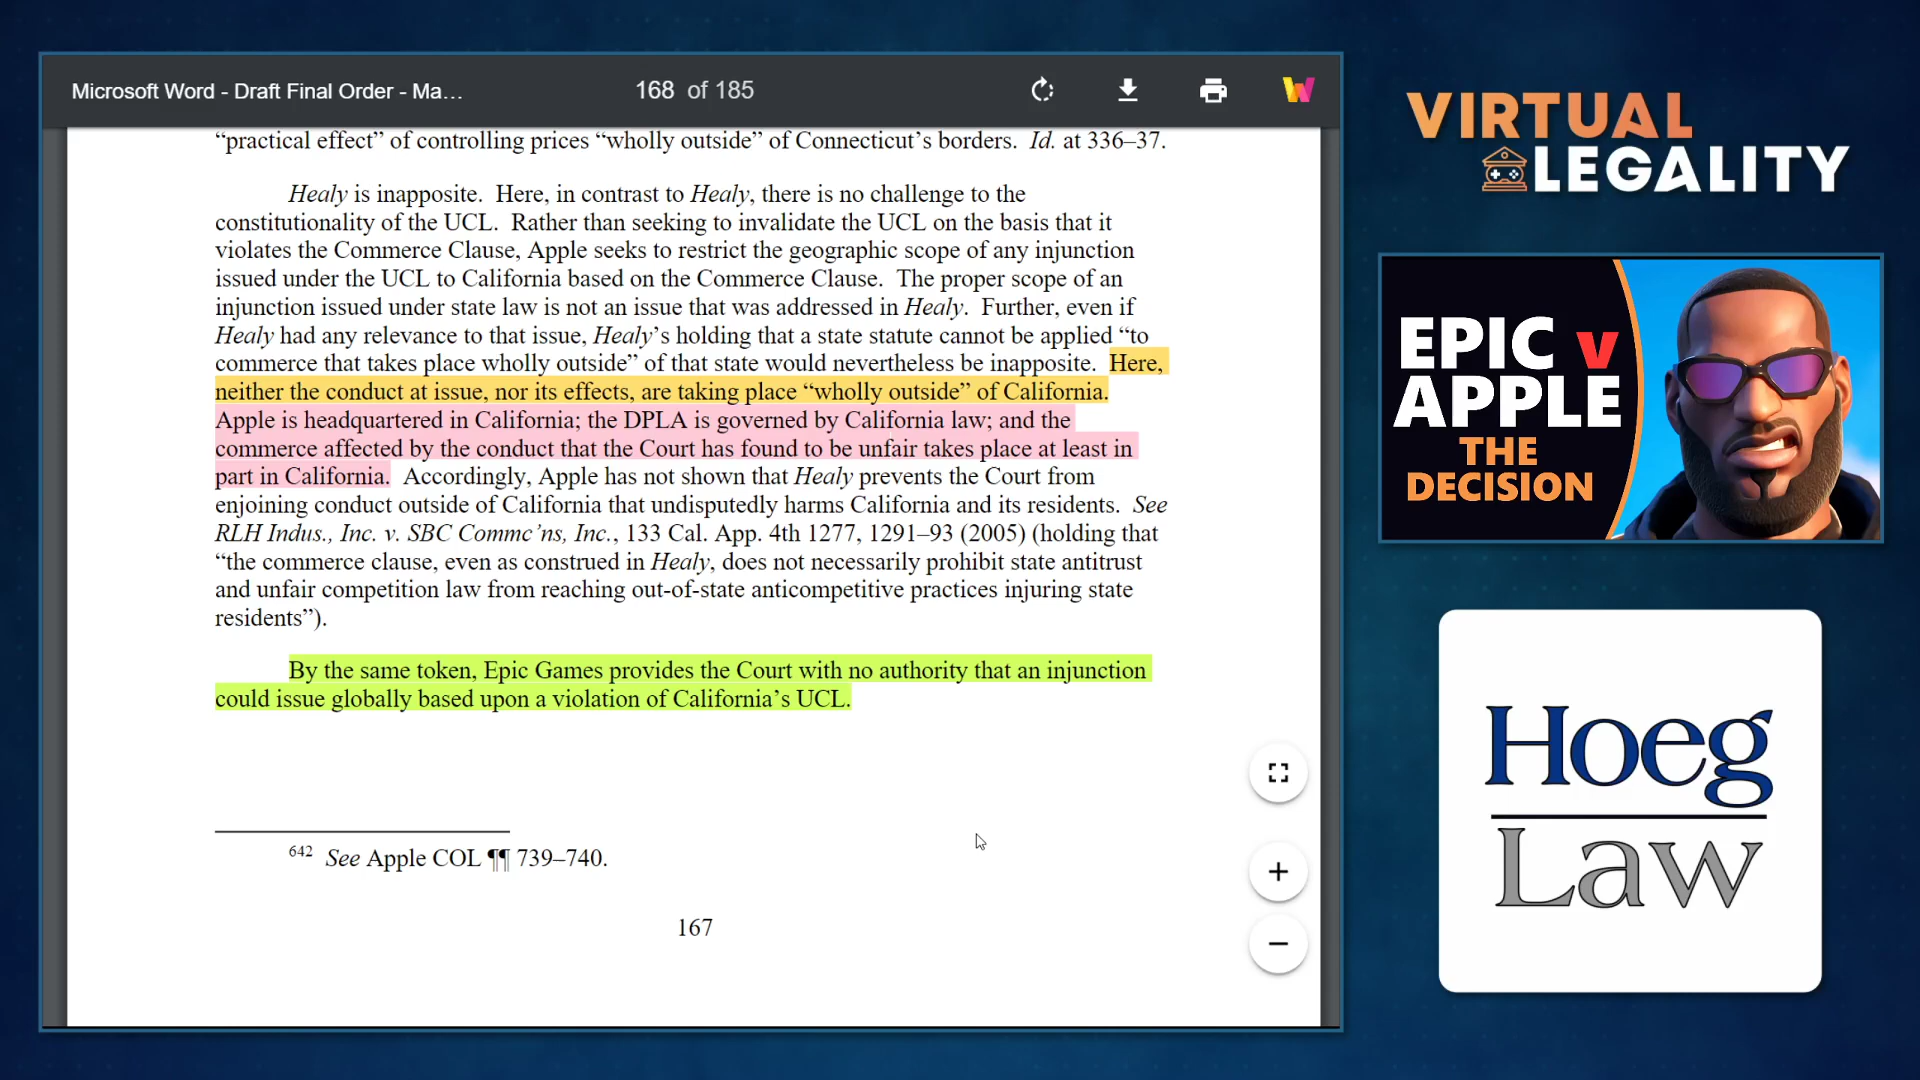 Microsoft Word - Draft Final Order - Ma...
168 of 185
“practical effect” of controlling prices “wholly outside” of Connecticut’s borders. Id. at 336–37.
Healy is inapposite. Here, in contrast to Healy, there is no challenge to the
constitutionality of the UCL. Rather than seeking to invalidate the UCL on the basis that it
violates the Commerce Clause, Apple seeks to restrict the geographic scope of any injunction
issued under the UCL to California based on the Commerce Clause. The proper scope of an
injunction issued under state law is not an issue that was addressed in Healy. Further, even if
Healy had any relevance to that issue, Healy’s holding that a state statute cannot be applied “to
commerce that takes place wholly outside” of that state would nevertheless be inapposite. Here,
neither the conduct at issue, nor its effects, are taking place “wholly outside” of California.
Apple is headquartered in California; the DPLA is governed by California law; and the
commerce affected by the conduct that the Court has found to be unfair takes place at least in
part in California. Accordingly, Apple has not shown that Healy prevents the Court from
enjoining conduct outside of California that undisputedly harms California and its residents. See
RLH Indus., Inc. v. SBC Commc’ns, Inc., 133 Cal. App. 4th 1277, 1291–93 (2005) (holding that
“the commerce clause, even as construed in Healy, does not necessarily prohibit state antitrust
and unfair competition law from reaching out-of-state anticompetitive practices injuring state
residents”).
By the same token, Epic Games provides the Court with no authority that an injunction
could issue globally based upon a violation of California’s UCL.
642 See Apple COL ¶¶ 739–740.
167
VIRTUAL
LEGALITY
EPIC v
APPLE
THE
DECISION
Hoeg
Law